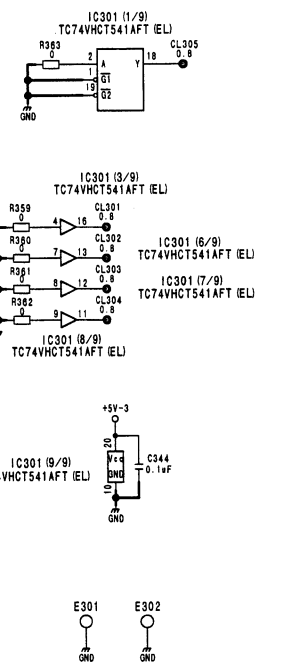 IC301 (1/9)
TC74VHCT541AFT (EL)
R363
0
2
A
Y
18
CL305
0.8
1
G1
19
G2
GND
IC301 (3/9)
TC74VHCT541AFT (EL)
R359
0
4
16
CL301
0.8
R360
0
7
13
CL302
0.8
R361
0
8
12
CL303
0.8
R362
0
9
11
CL304
0.8
IC301 (6/9)
TC74VHCT541AFT (EL)
IC301 (7/9)
TC74VHCT541AFT (EL)
IC301 (8/9)
TC74VHCT541AFT (EL)
+5V-3
20
Vcc
GND
10
C344
0.1uF
IC301 (9/9)
VHCT541AFT (EL)
GND
E301
E302
GND
GND